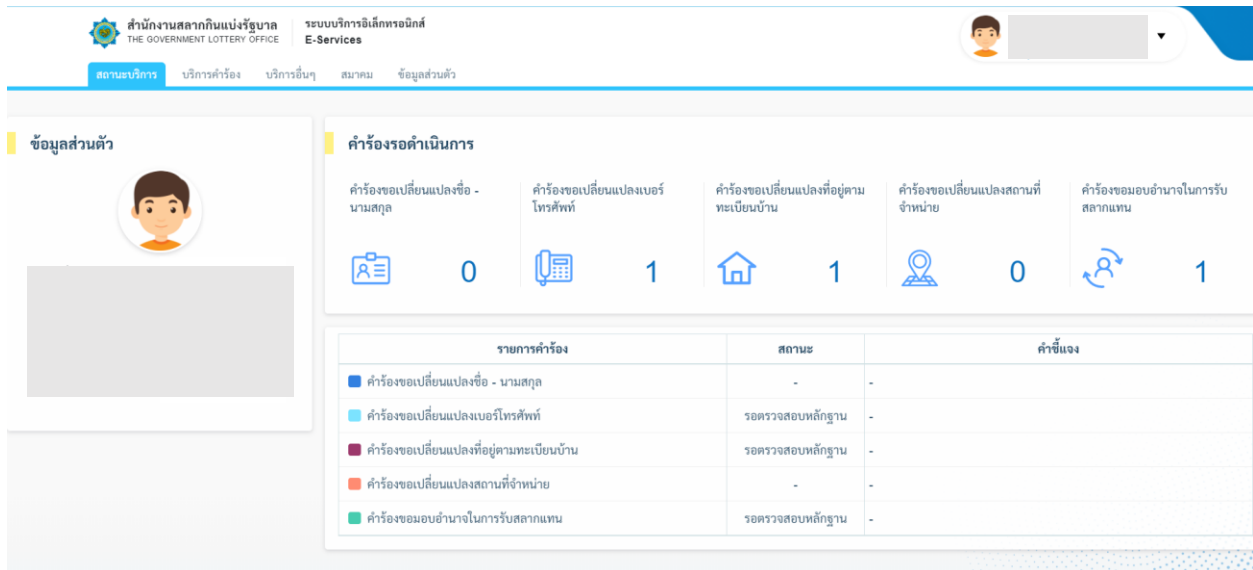 สำนักงานสลากกินแบ่งรัฐบาล
THE GOVERNMENT LOTTERY OFFICE
ระบบบริการอิเล็กทรอนิกส์
E-Services
สถานะบริการ บริการคำร้อง บริการอื่นๆ สมาคม ข้อมูลส่วนตัว
ข้อมูลส่วนตัว
คำร้องรอดำเนินการ
คำร้องขอเปลี่ยนแปลงชื่อ -
นามสกุล
0
คำร้องขอเปลี่ยนแปลงเบอร์
โทรศัพท์
1
คำร้องขอเปลี่ยนแปลงที่อยู่ตาม
ทะเบียนบ้าน
1
คำร้องขอเปลี่ยนแปลงสถานที่
จำหน่าย
0
คำร้องขอมอบอำนาจในการรับ
สลากแทน
1
รายการคำร้อง สถานะ คำชี้แจง
คำร้องขอเปลี่ยนแปลงชื่อ - นามสกุล - -
คำร้องขอเปลี่ยนแปลงเบอร์โทรศัพท์ รอตรวจสอบหลักฐาน -
คำร้องขอเปลี่ยนแปลงที่อยู่ตามทะเบียนบ้าน รอตรวจสอบหลักฐาน -
คำร้องขอเปลี่ยนแปลงสถานที่จำหน่าย - -
คำร้องขอมอบอำนาจในการรับสลากแทน รอตรวจสอบหลักฐาน -